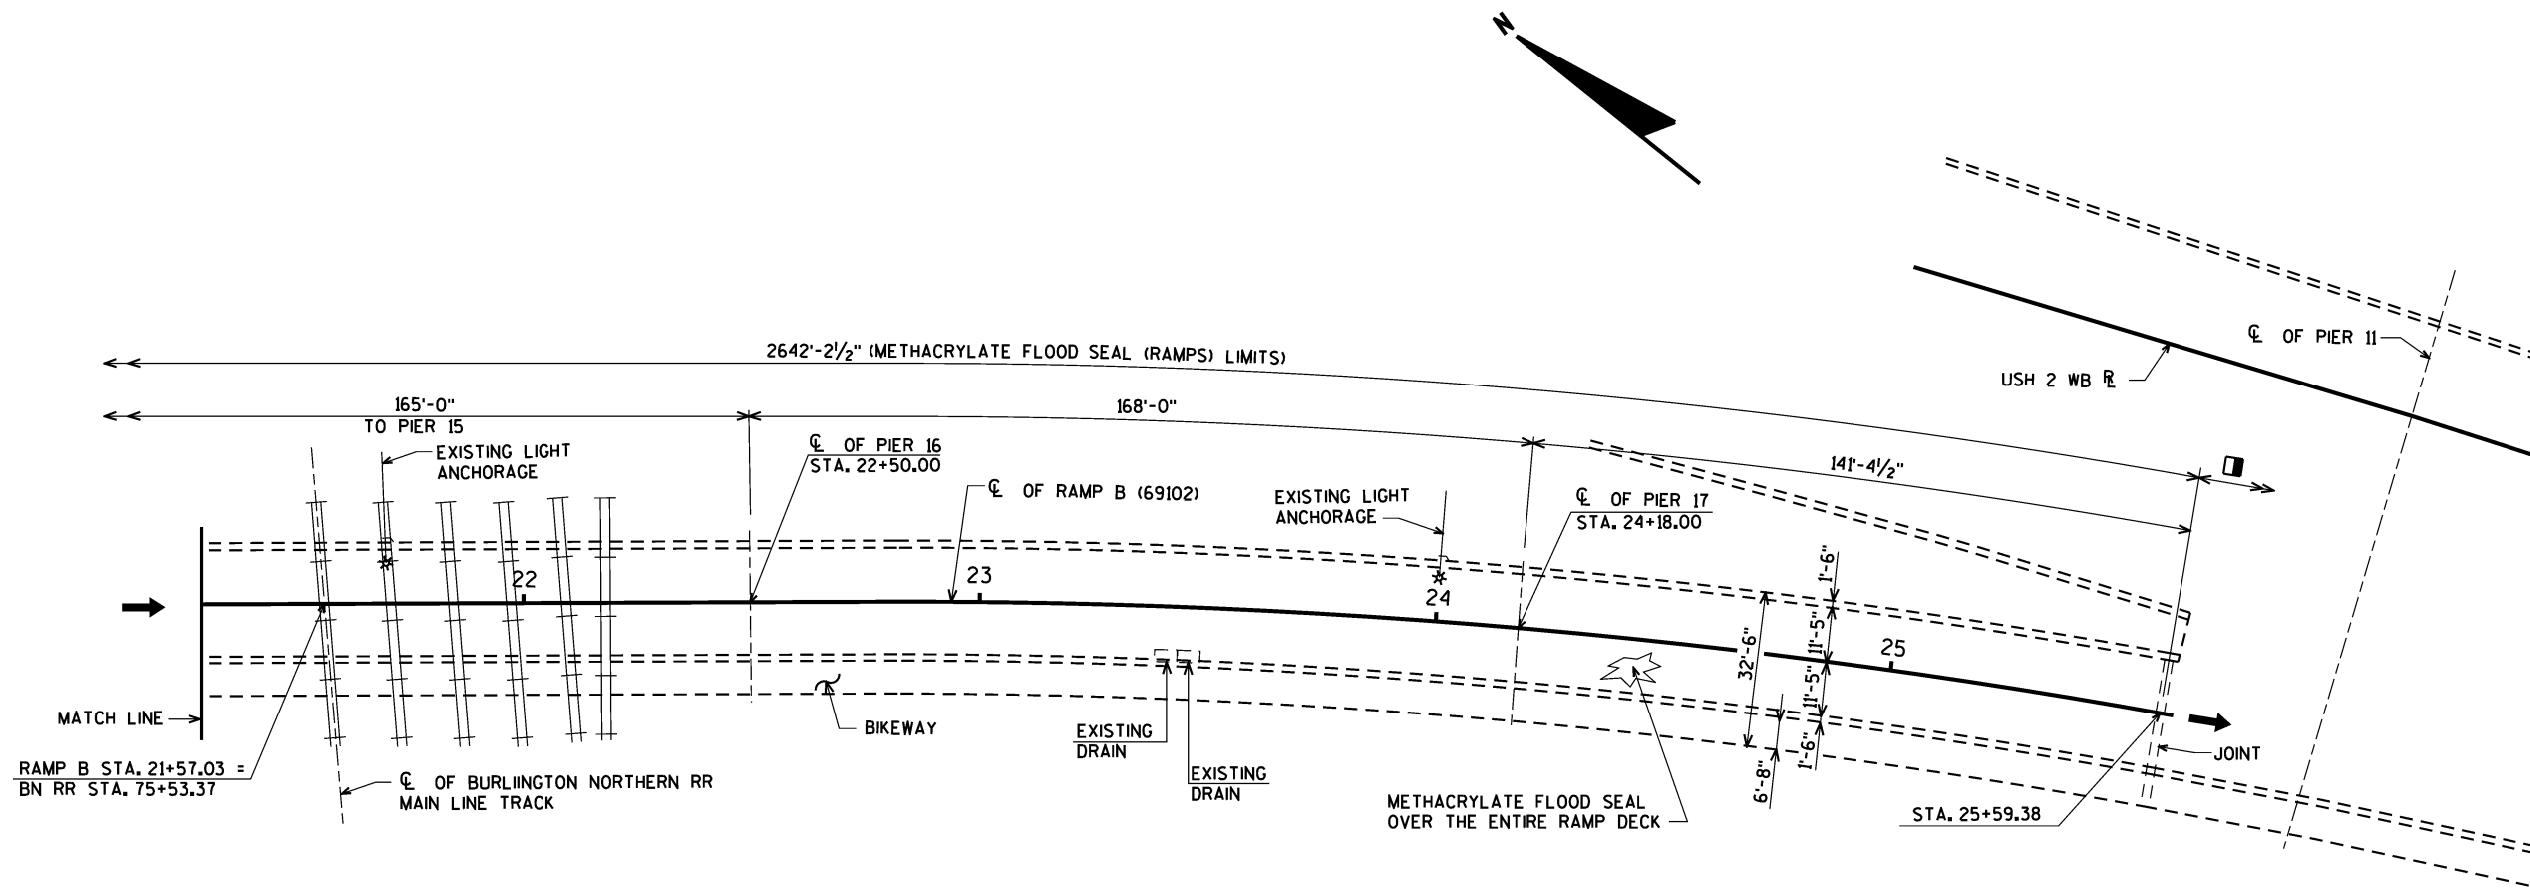 N
2642'-2½" (METHACRYLATE FLOOD SEAL (RAMPS) LIMITS)
℄ OF PIER 11
USH 2 WB R̲L̲
165'-0"
TO PIER 15
168'-0"
141'-4½"
EXISTING LIGHT
ANCHORAGE
℄ OF PIER 16
STA. 22+50.00
℄ OF RAMP B (69102)
EXISTING LIGHT
ANCHORAGE
℄ OF PIER 17
STA. 24+18.00
22
23
24
25
1'-6"
11'-5"
32'-6"
11'-5"
1'-6"
6'-8"
MATCH LINE
BIKEWAY
EXISTING
DRAIN
EXISTING
DRAIN
JOINT
RAMP B STA. 21+57.03 =
BN RR STA. 75+53.37
℄ OF BURLIINGTON NORTHERN RR
MAIN LINE TRACK
METHACRYLATE FLOOD SEAL
OVER THE ENTIRE RAMP DECK
STA. 25+59.38